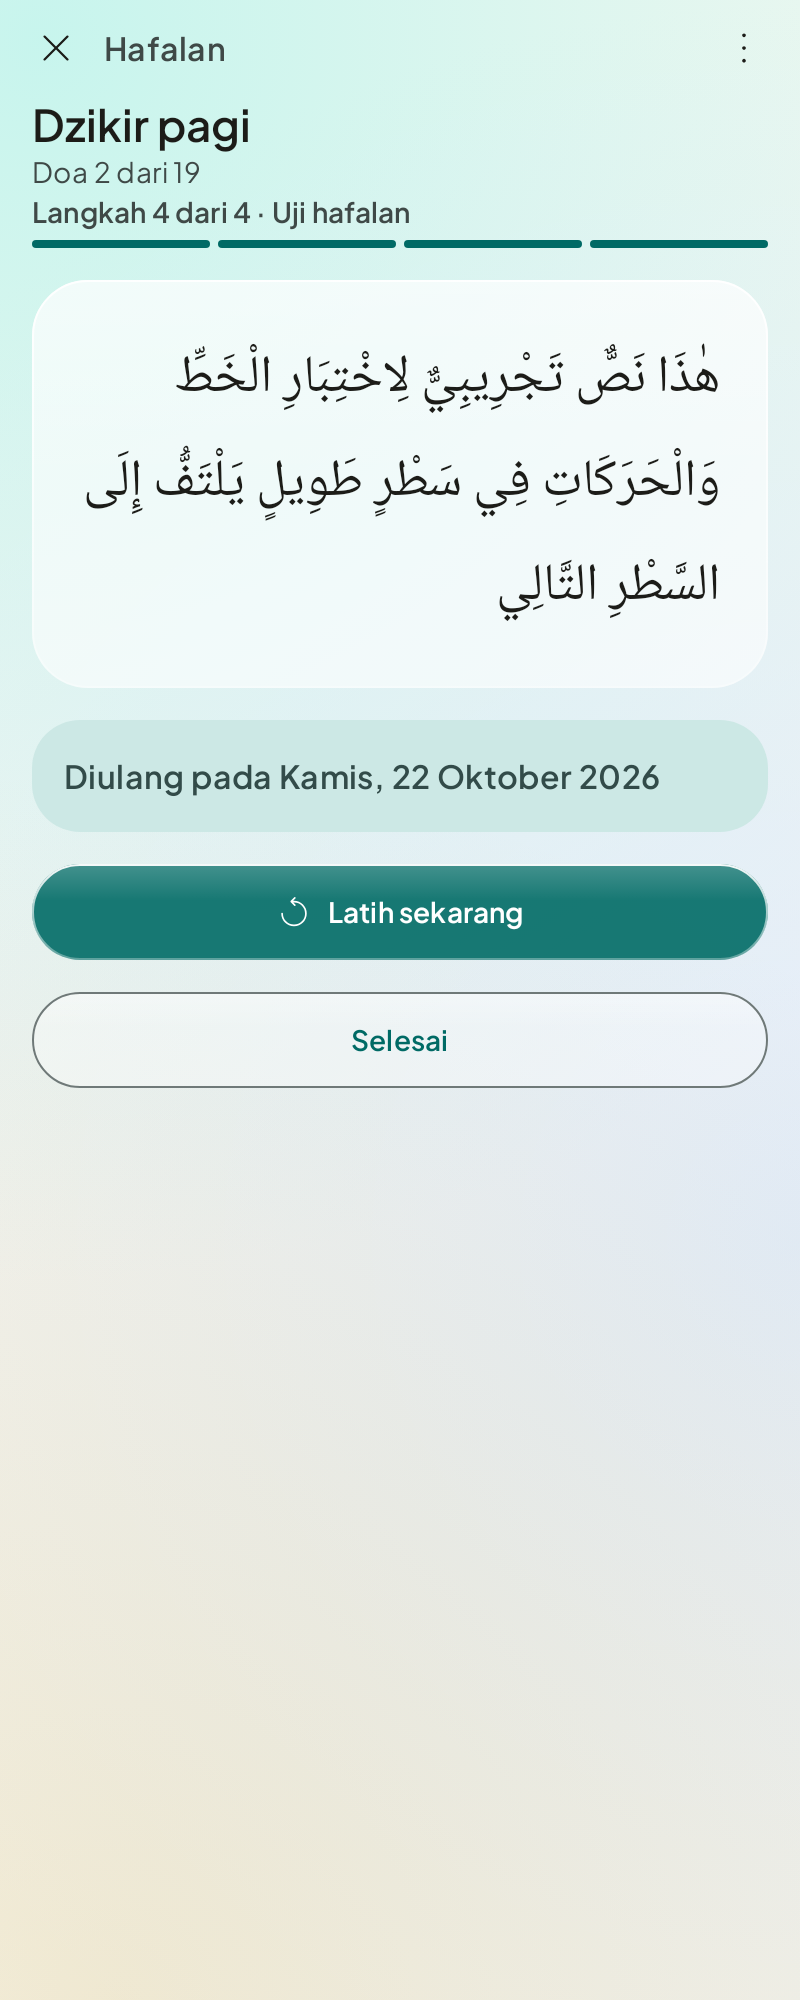 Hafalan
Dzikir pagi
Doa 2 dari 19
Langkah 4 dari 4 · Uji hafalan
هٰذَا نَصٌّ تَجْرِيبِيٌّ لِاخْتِبَارِ الْخَطِّ
وَالْحَرَكَاتِ فِي سَطْرٍ طَوِيلٍ يَلْتَفُّ إِلَى
السَّطْرِ التَّالِي
Diulang pada Kamis, 22 Oktober 2026
Latih sekarang
Selesai